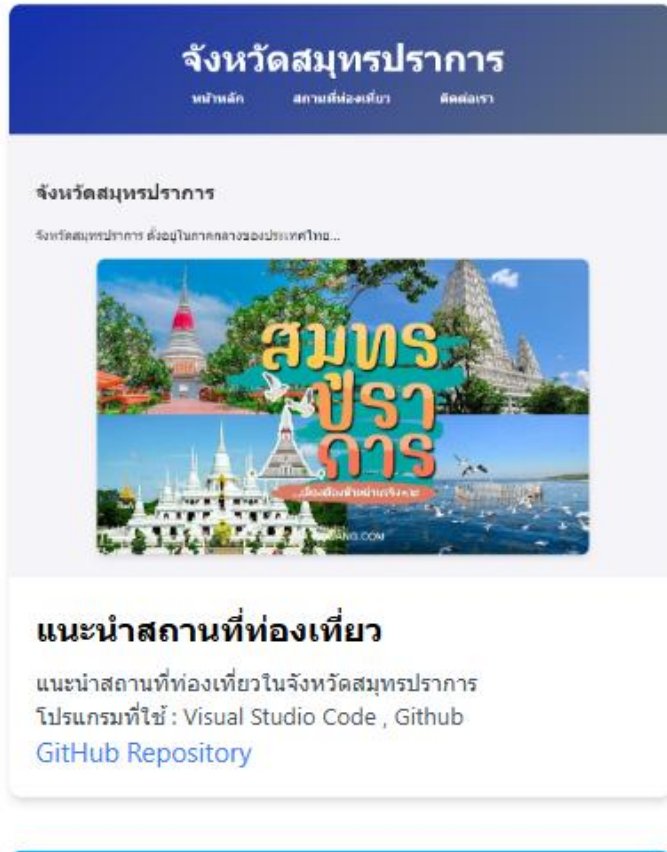 จังหวัดสมุทรปราการ
หน้าหลัก สถานที่ท่องเที่ยว ติดต่อเรา
จังหวัดสมุทรปราการ
จังหวัดสมุทรปราการ ตั้งอยู่ในภาคกลางของประเทศไทย...
สมุทร
ปรา
การ
แนะนำสถานที่ท่องเที่ยว
แนะนำสถานที่ท่องเที่ยวในจังหวัดสมุทรปราการ
โปรแกรมที่ใช้ : Visual Studio Code , Github
GitHub Repository